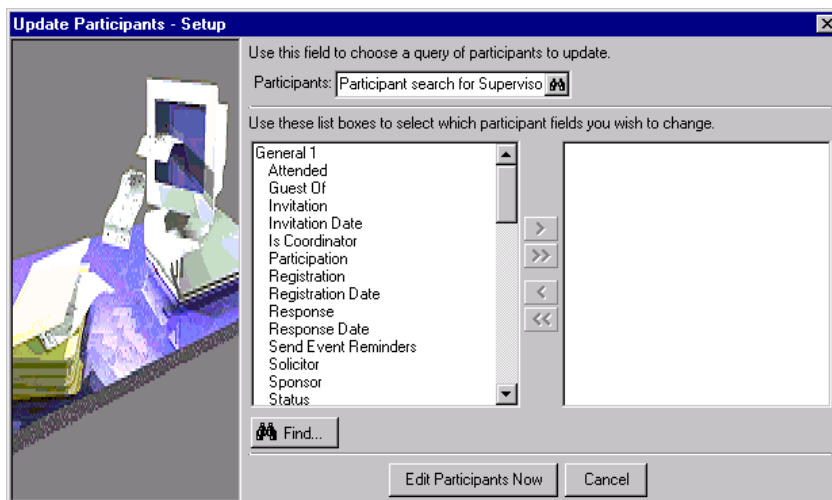 Update Participants - Setup
Use this field to choose a query of participants to update.
Participants: Participant search for Superviso
Use these list boxes to select which participant fields you wish to change.
General 1
Attended
Guest Of
Invitation
Invitation Date
Is Coordinator
Participation
Registration
Registration Date
Response
Response Date
Send Event Reminders
Solicitor
Sponsor
Status
>
>>
<
<<
Find...
Edit Participants Now Cancel